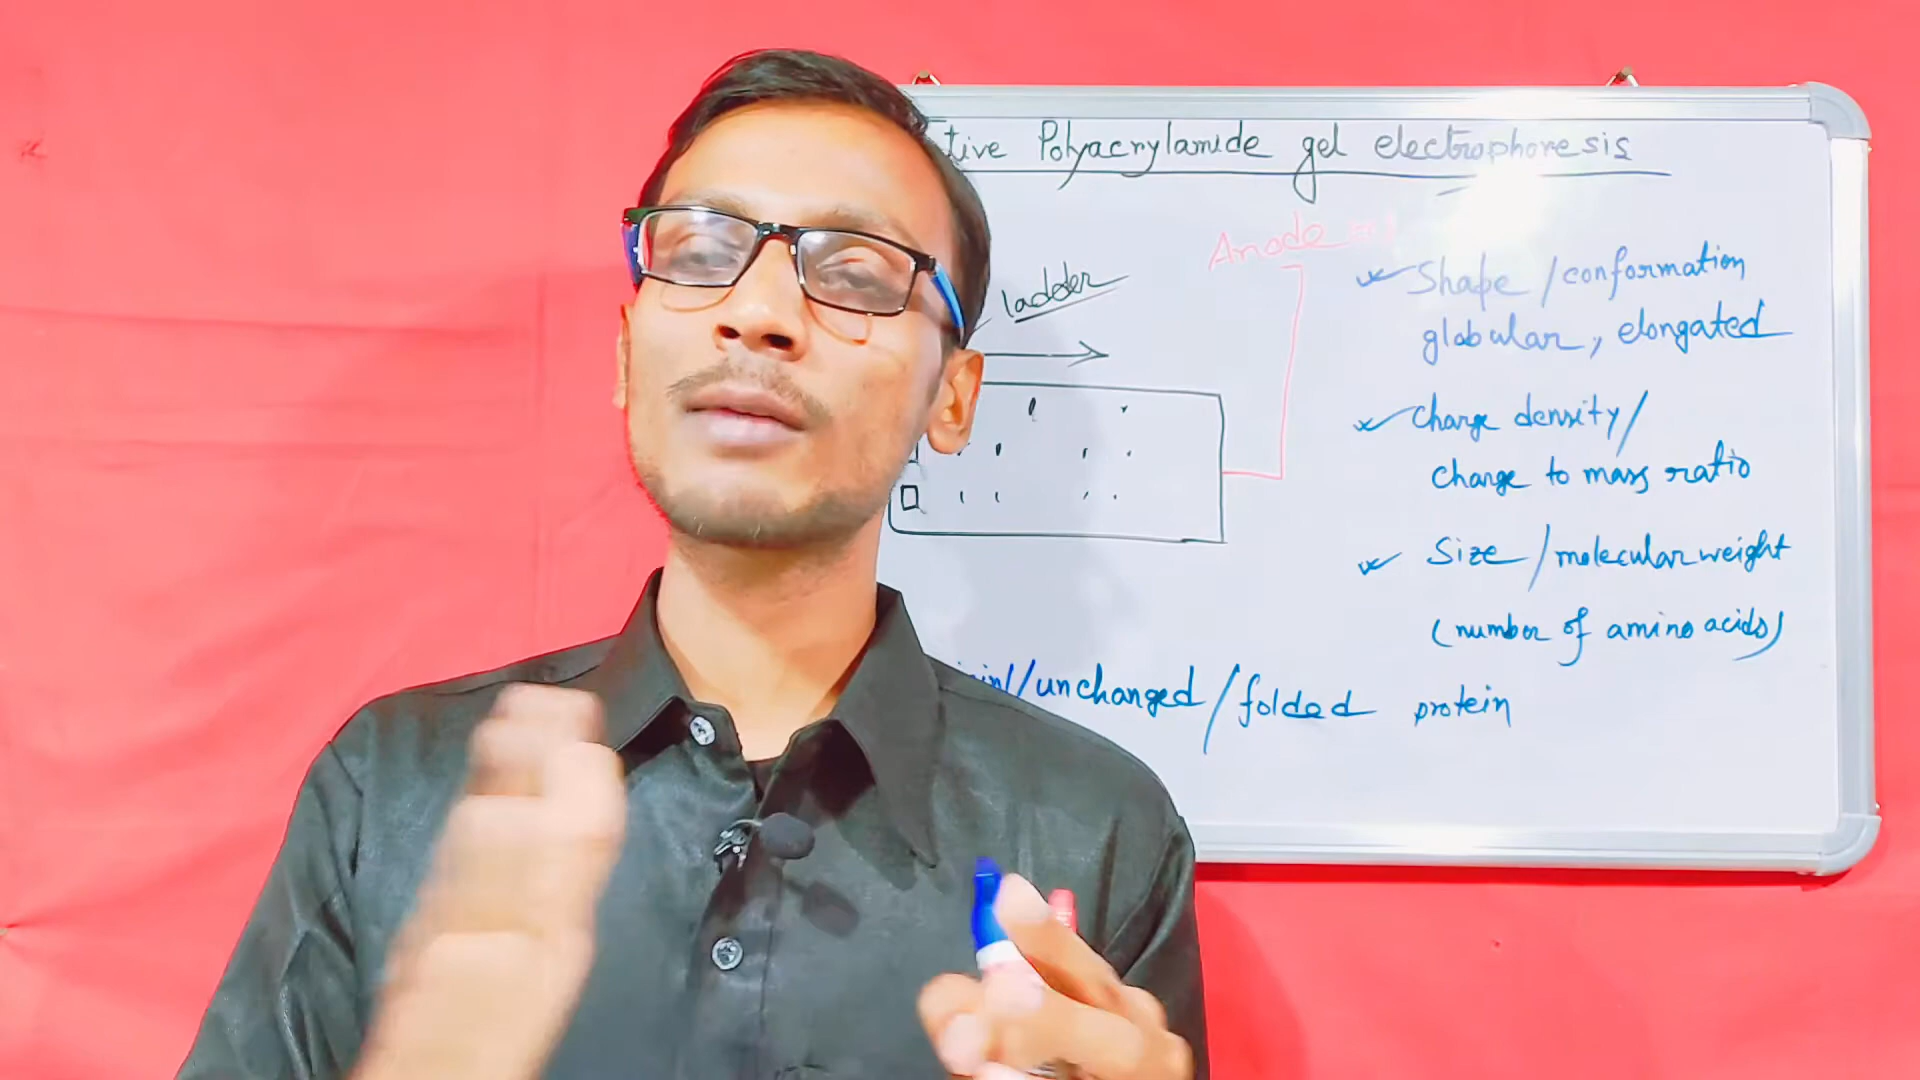 tive Polyacrylamide gel electrophoresis
Anode
ladder
Shape/conformation
globular, elongated
Charge density/
charge to mass ratio
Size/molecular weight
(number of amino acids)
/unchanged/folded protein